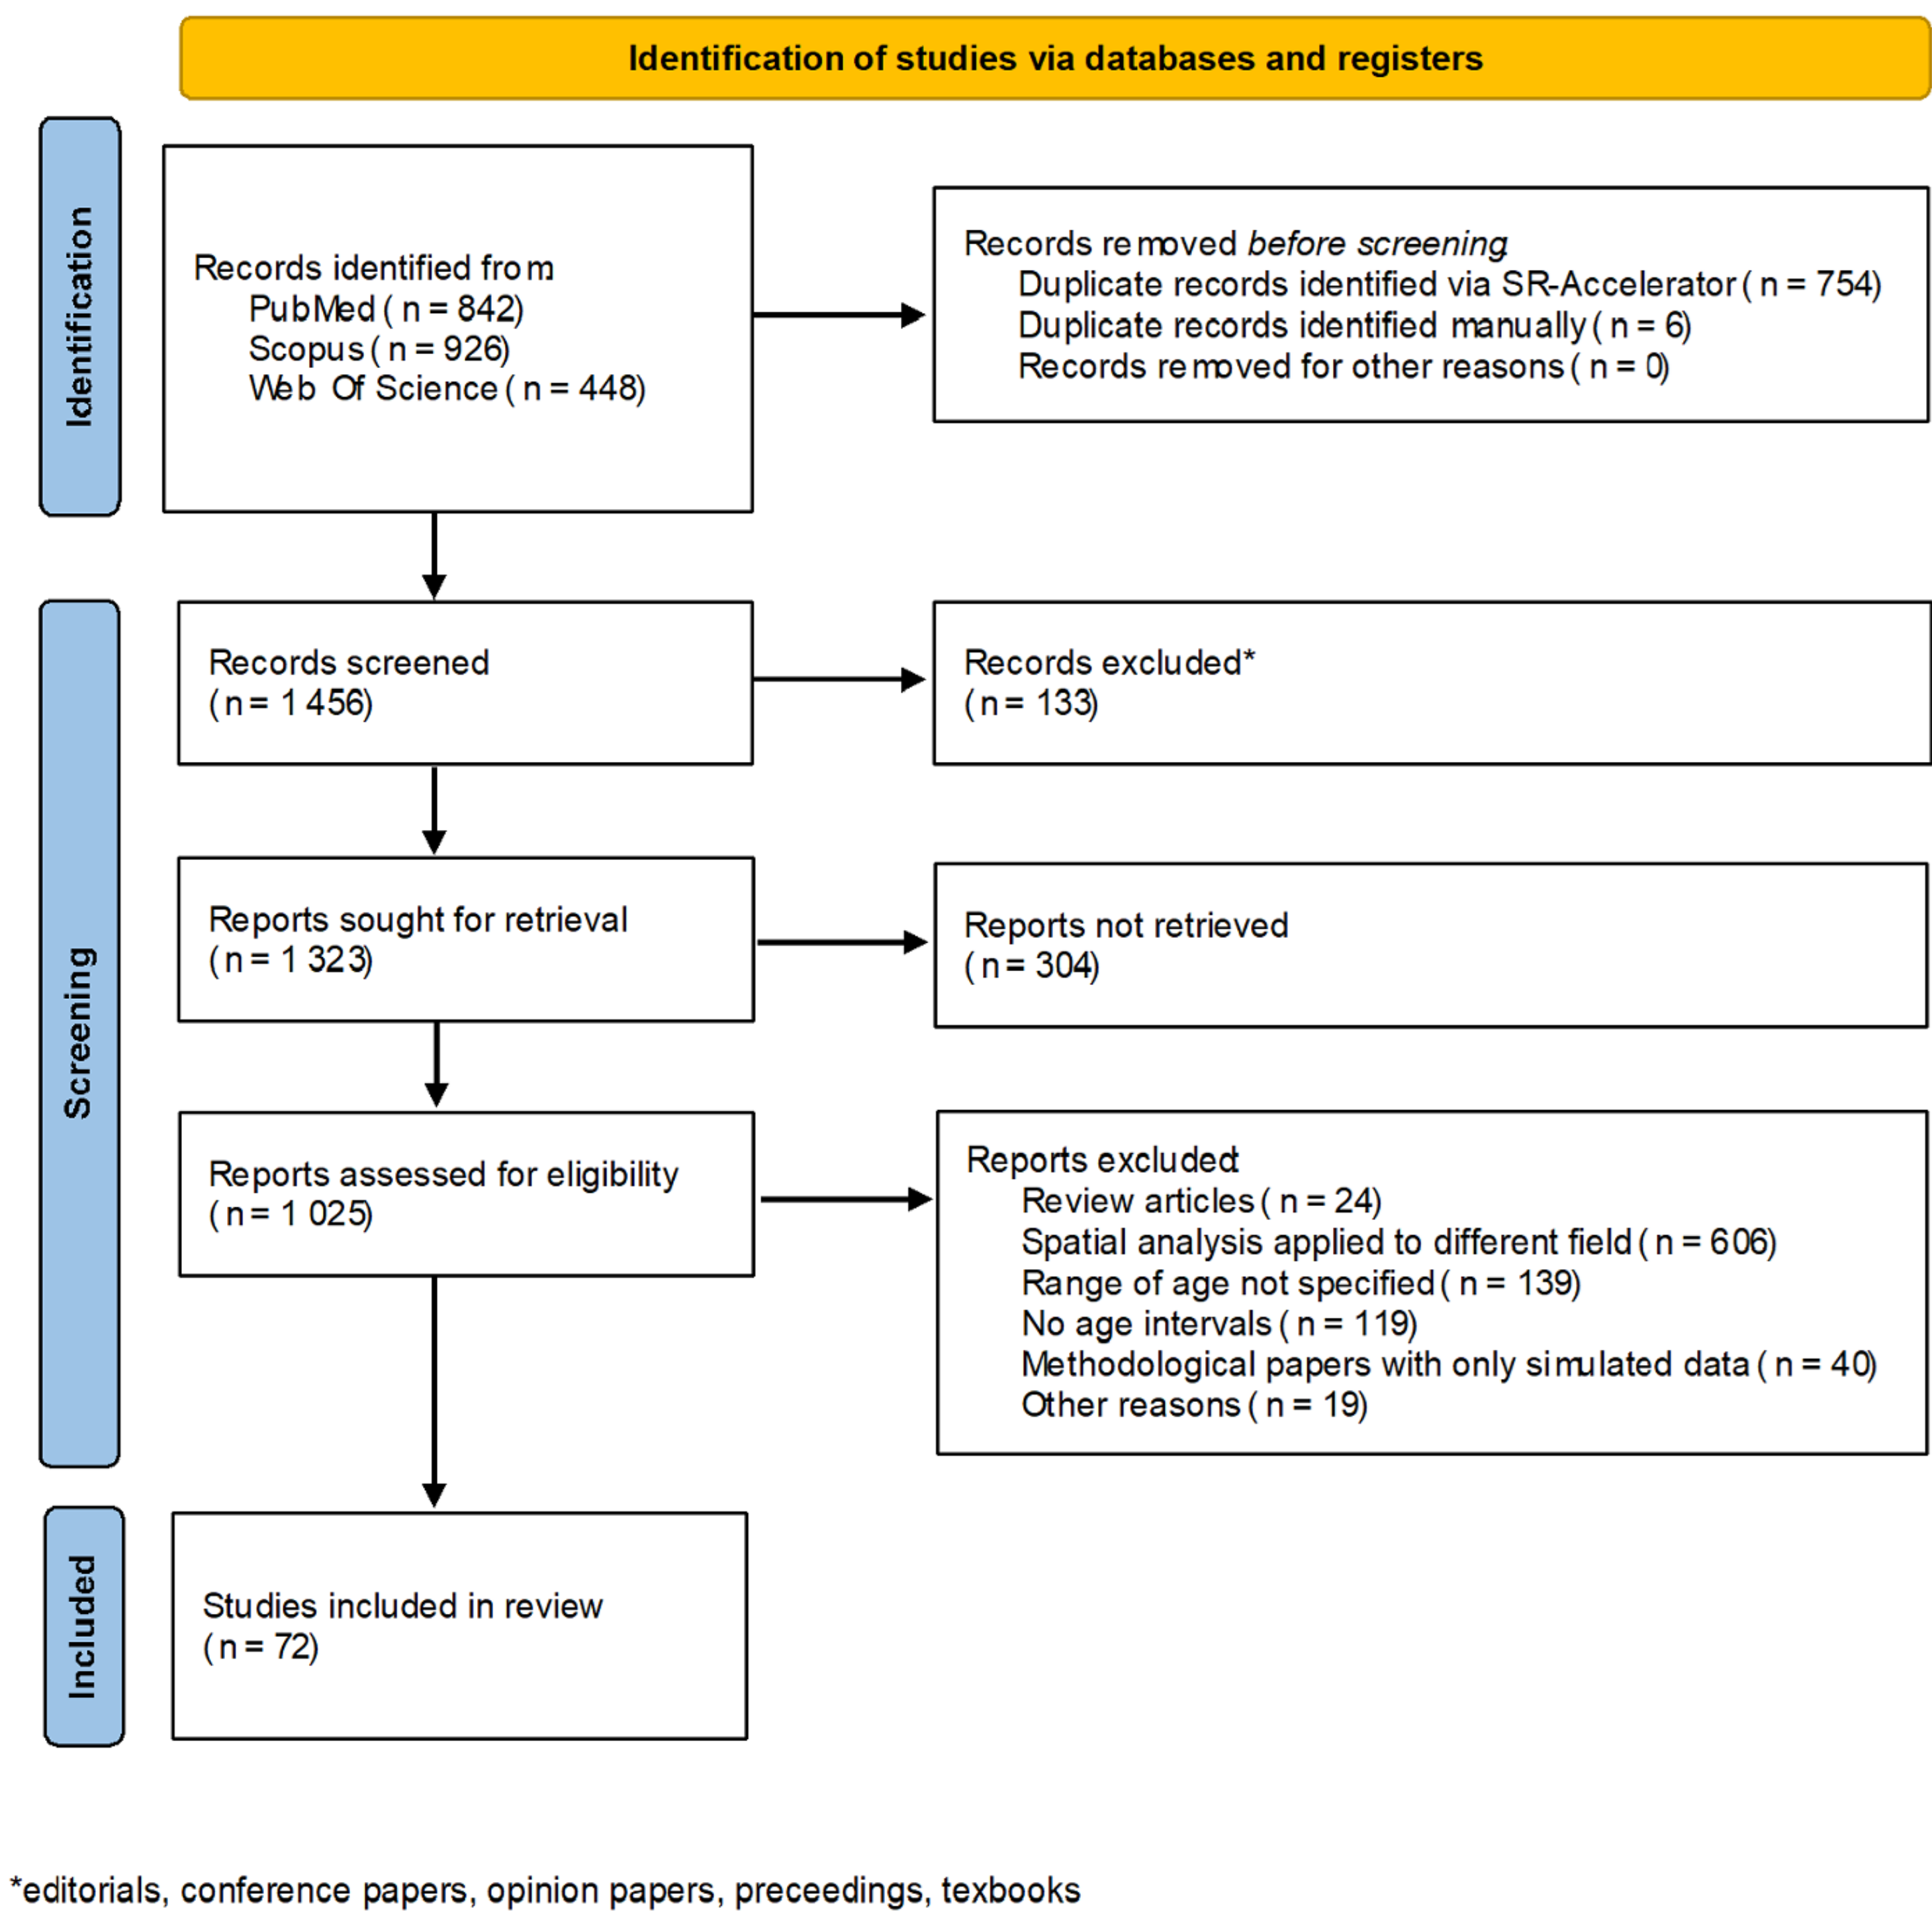 Identification of studies via databases and registers
Identification
Records identified from:
PubMed (n = 842)
Scopus (n = 926)
Web Of Science (n = 448)
Records removed before screening:
Duplicate records identified via SR-Accelerator (n = 754)
Duplicate records identified manually (n = 6)
Records removed for other reasons (n = 0)
Screening
Records screened
(n = 1 456)
Records excluded*
(n = 133)
Reports sought for retrieval
(n = 1 323)
Reports not retrieved
(n = 304)
Reports assessed for eligibility
(n = 1 025)
Reports excluded:
Review articles (n = 24)
Spatial analysis applied to different field (n = 606)
Range of age not specified (n = 139)
No age intervals (n = 119)
Methodological papers with only simulated data (n = 40)
Other reasons (n = 19)
Included
Studies included in review
(n = 72)
*editorials, conference papers, opinion papers, preceedings, texbooks